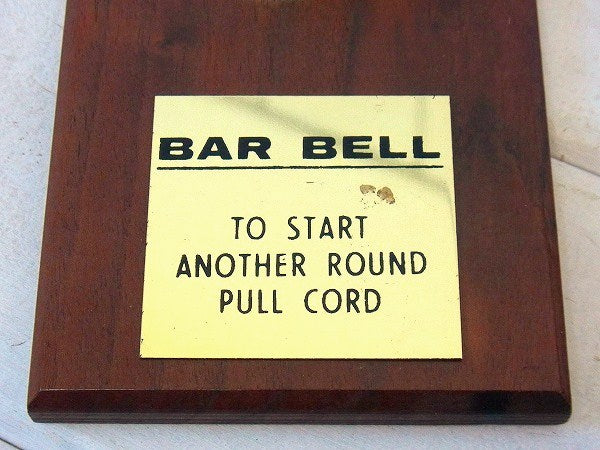 BAR BELL
TO START
ANOTHER ROUND
PULL CORD